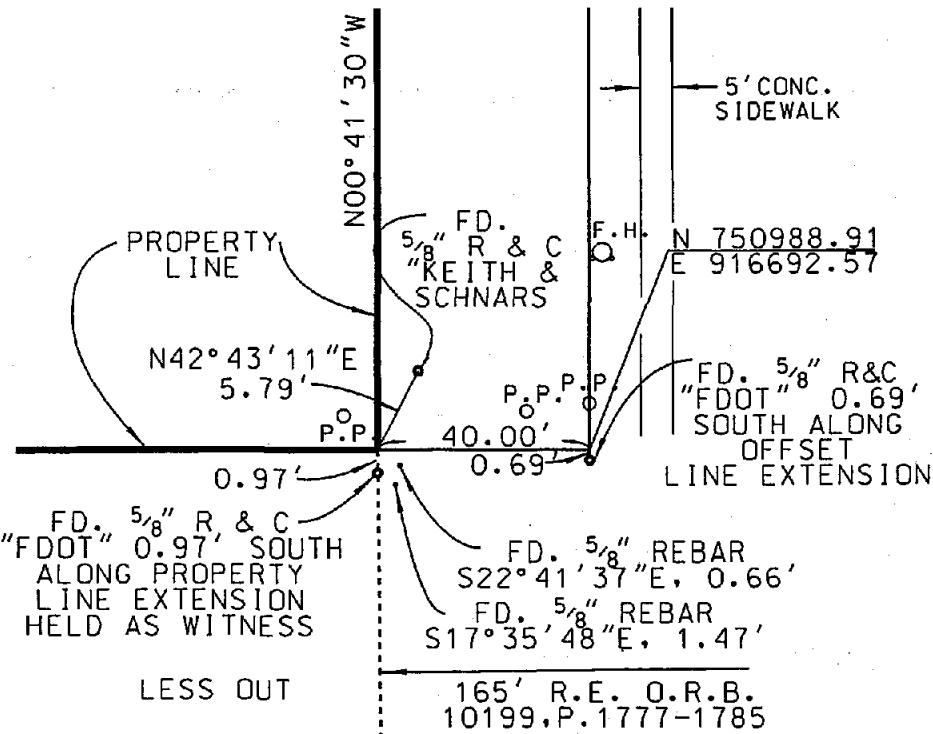 N00°41'30"W
5'CONC.
SIDEWALK
FD.
5/8" R & C
"KEITH &
SCHNARS
F.H.
N 750988.91
E 916692.57
PROPERTY
LINE
N42°43'11"E
5.79'
P.P.
P.P.
P.P.
40.00'
0.69'
FD. 5/8" R&C
"FDOT" 0.69'
SOUTH ALONG
OFFSET
LINE EXTENSION
0.97'
FD. 5/8" R & C
"FDOT" 0.97' SOUTH
ALONG PROPERTY
LINE EXTENSION
HELD AS WITNESS
FD. 5/8" REBAR
S22°41'37"E, 0.66'
FD. 5/8" REBAR
S17°35'48"E, 1.47'
LESS OUT
165' R.E. O.R.B.
10199,P.1777-1785